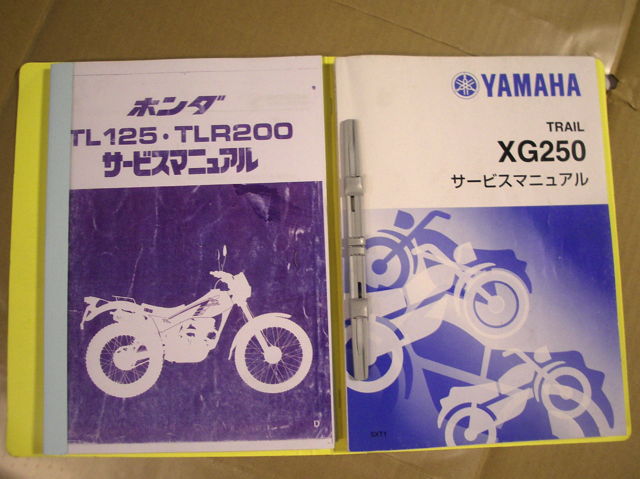 ホンダ
TL125・TLR200
サービスマニュアル
D
YAMAHA
TRAIL
XG250
サービスマニュアル
5XT1